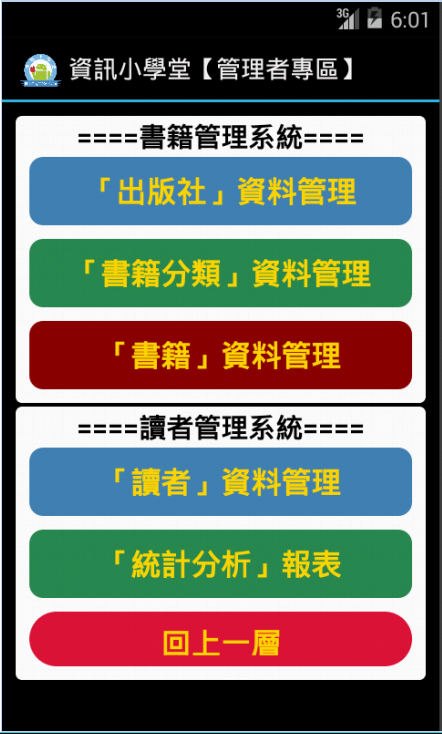 3G 6:01
資訊小學堂【管理者專區】
====書籍管理系統====
「出版社」資料管理
「書籍分類」資料管理
「書籍」資料管理
====讀者管理系統====
「讀者」資料管理
「統計分析」報表
回上一層